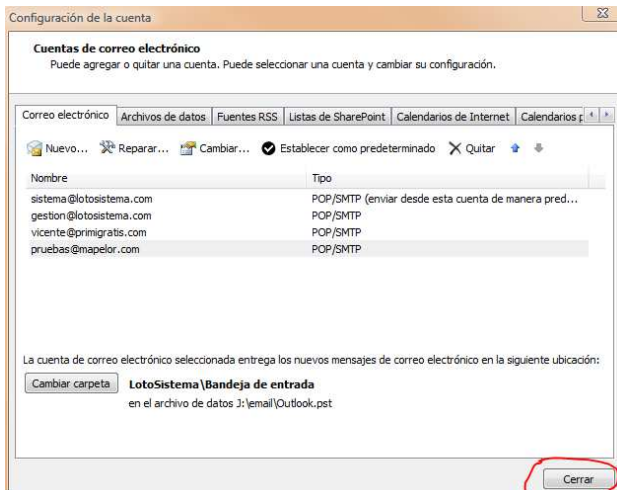 Configuración de la cuenta
Cuentas de correo electrónico
Puede agregar o quitar una cuenta. Puede seleccionar una cuenta y cambiar su configuración.
Correo electrónico Archivos de datos Fuentes RSS Listas de SharePoint Calendarios de Internet Calendarios p
Nuevo... Reparar... Cambiar... Establecer como predeterminado Quitar
Nombre Tipo
sistema@lotosistema.com POP/SMTP (enviar desde esta cuenta de manera pred...
gestion@lotosistema.com POP/SMTP
vicente@primigratis.com POP/SMTP
pruebas@mapelor.com POP/SMTP
La cuenta de correo electrónico seleccionada entrega los nuevos mensajes de correo electrónico en la siguiente ubicación:
Cambiar carpeta LotoSistema\Bandeja de entrada
en el archivo de datos J:\email\Outlook.pst
Cerrar